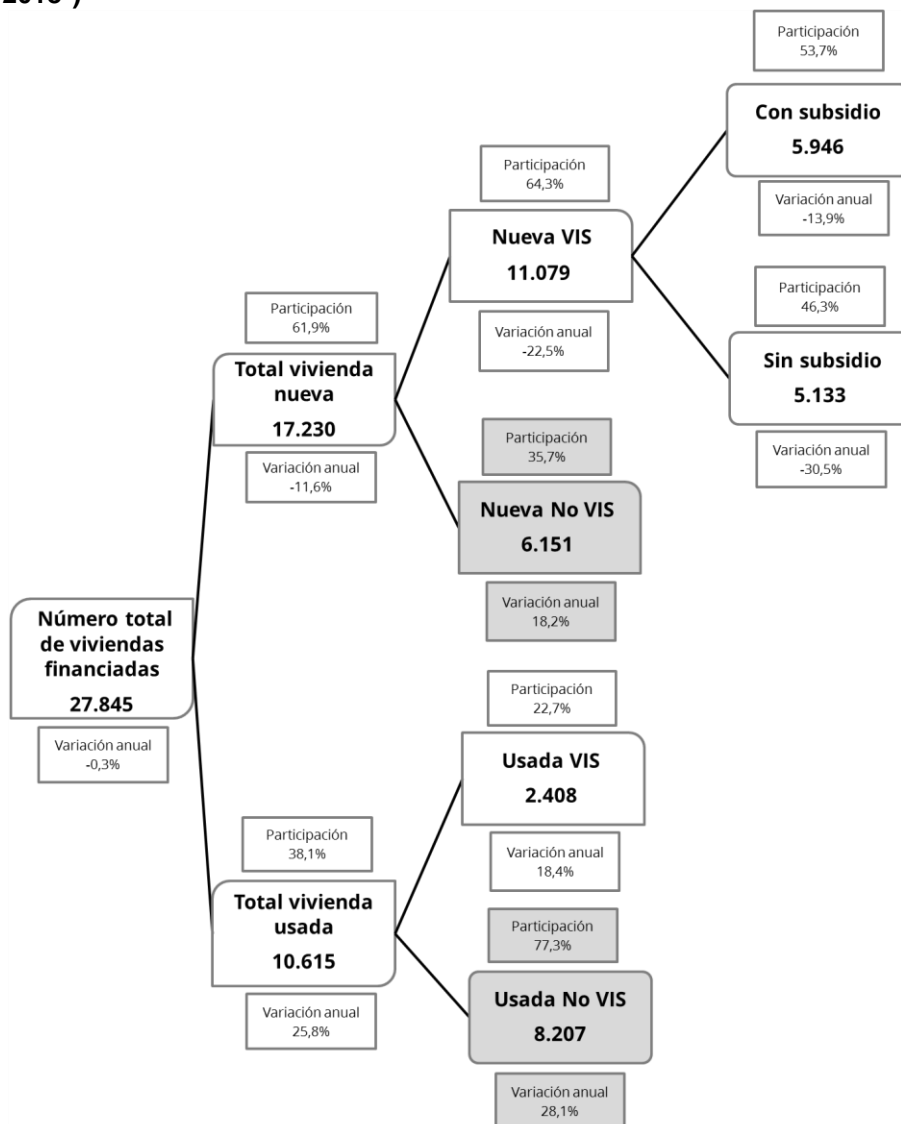 Participación
53,7%
Con subsidio
5.946
Variación anual
-13,9%
Participación
46,3%
Sin subsidio
5.133
Variación anual
-30,5%
Participación
64,3%
Nueva VIS
11.079
Variación anual
-22,5%
Participación
35,7%
Nueva No VIS
6.151
Variación anual
18,2%
Participación
61,9%
Total vivienda
nueva
17.230
Variación anual
-11,6%
Número total
de viviendas
financiadas
27.845
Variación anual
-0,3%
Participación
22,7%
Usada VIS
2.408
Variación anual
18,4%
Participación
38,1%
Total vivienda
usada
10.615
Variación anual
25,8%
Participación
77,3%
Usada No VIS
8.207
Variación anual
28,1%